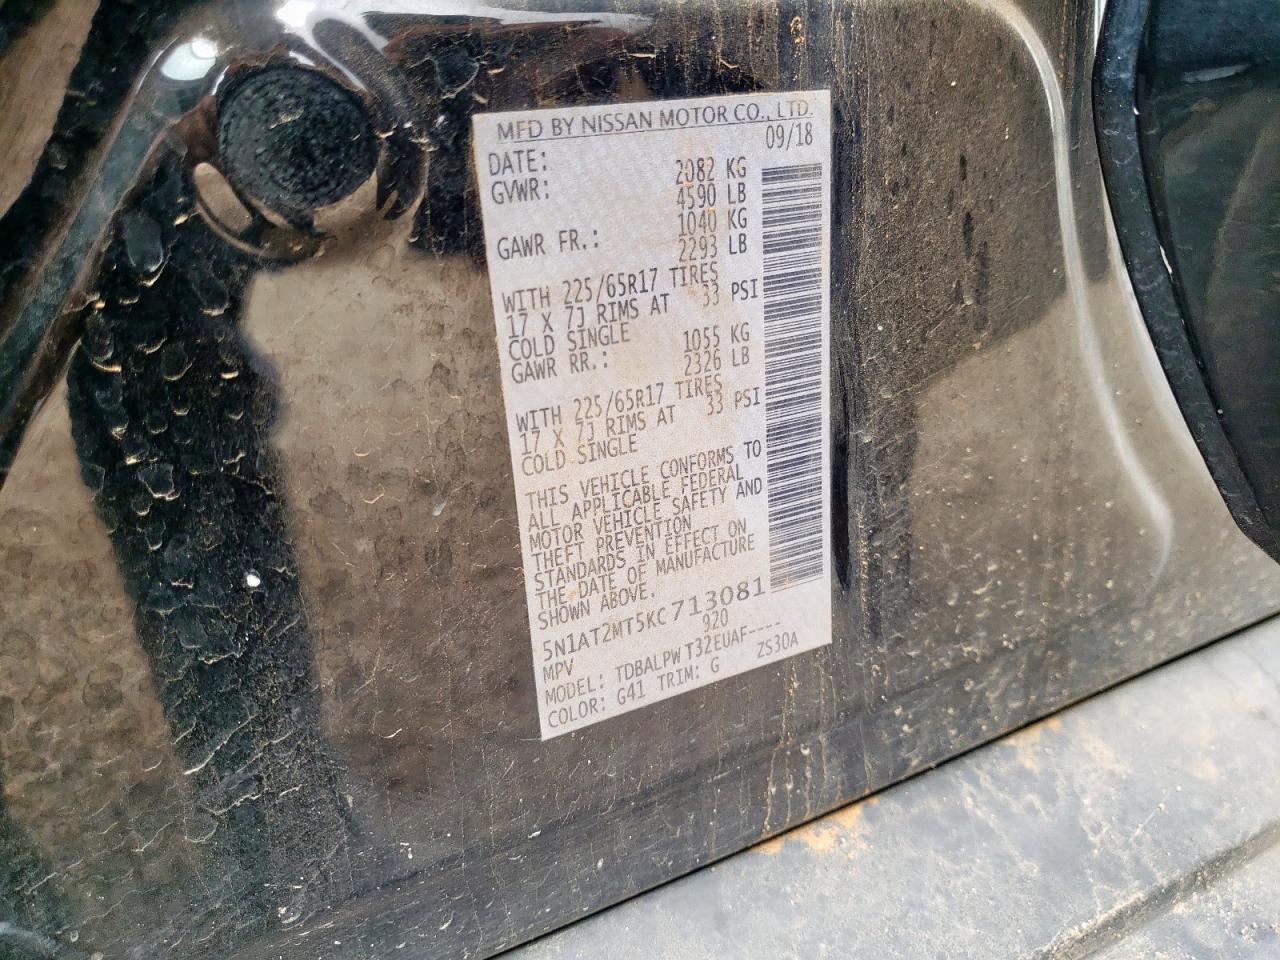 MFD BY NISSAN MOTOR CO., LTD.
DATE: 09/18
GVWR: 2082 KG
4590 LB
GAWR FR.: 1040 KG
2293 LB
WITH 225/65R17 TIRES
17 X 7J RIMS AT 33 PSI
COLD SINGLE
GAWR RR.: 1055 KG
2326 LB
WITH 225/65R17 TIRES
17 X 7J RIMS AT 33 PSI
COLD SINGLE
THIS VEHICLE CONFORMS TO
ALL APPLICABLE FEDERAL
MOTOR VEHICLE SAFETY AND
THEFT PREVENTION
STANDARDS IN EFFECT ON
THE DATE OF MANUFACTURE
SHOWN ABOVE.
5N1AT2MT5KC713081
MPV 920
MODEL: TDBALPW T32EUAF----
COLOR: G41 TRIM: G ZS30A